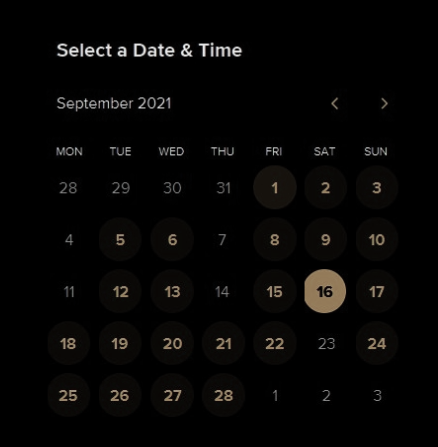 Select a Date & Time
September 2021
MON TUE WED THU FRI SAT SUN
28 29 30 31 1 2 3
4 5 6 7 8 9 10
11 12 13 14 15 16 17
18 19 20 21 22 23 24
25 26 27 28 1 2 3